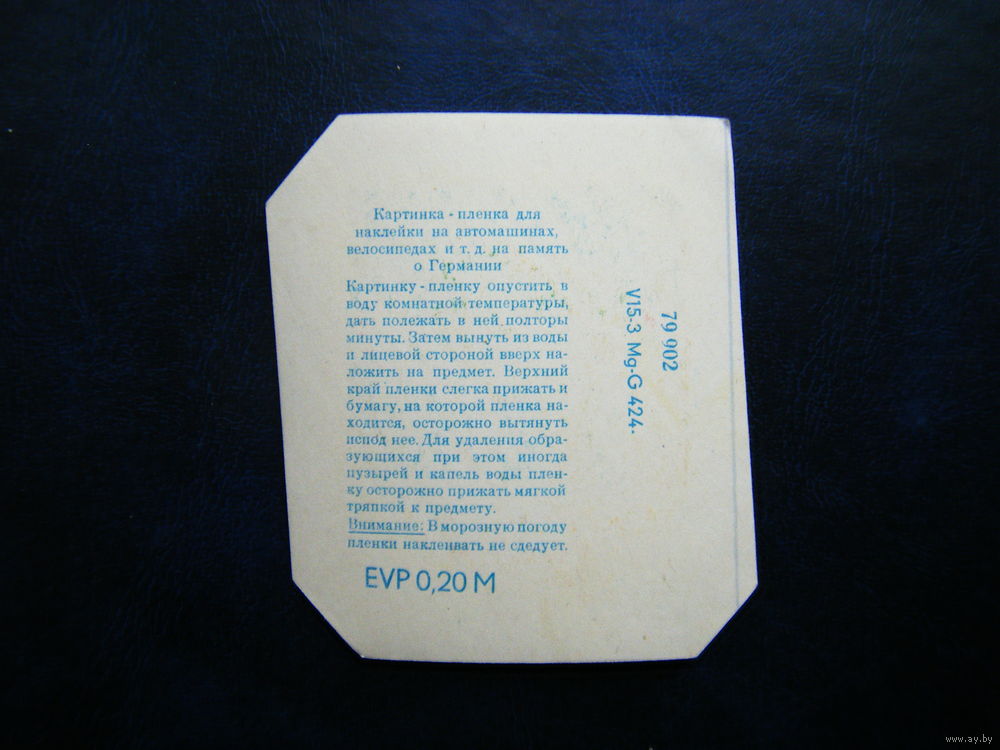 Картинка - пленка для
наклейки на автомашинах,
велосипедах и т. д. на память
о Германии
Картинку - пленку опустить в
воду комнатной температуры,
дать полежать в ней полторы
минуты. Затем вынуть из воды
и лицевой стороной вверх на-
ложить на предмет. Верхний
край пленки слегка прижать и
бумагу, на которой пленка на-
ходится, осторожно вытянуть
испод нее. Для удаления обра-
зующихся при этом иногда
пузырей и капель воды плен-
ку осторожно прижать мягкой
тряпкой к предмету.
Внимание: В морозную погоду
пленки наклеивать не сдедует.
EVP 0,20 M
79 902
V15-3 Mg-G 424.
www.ay.by